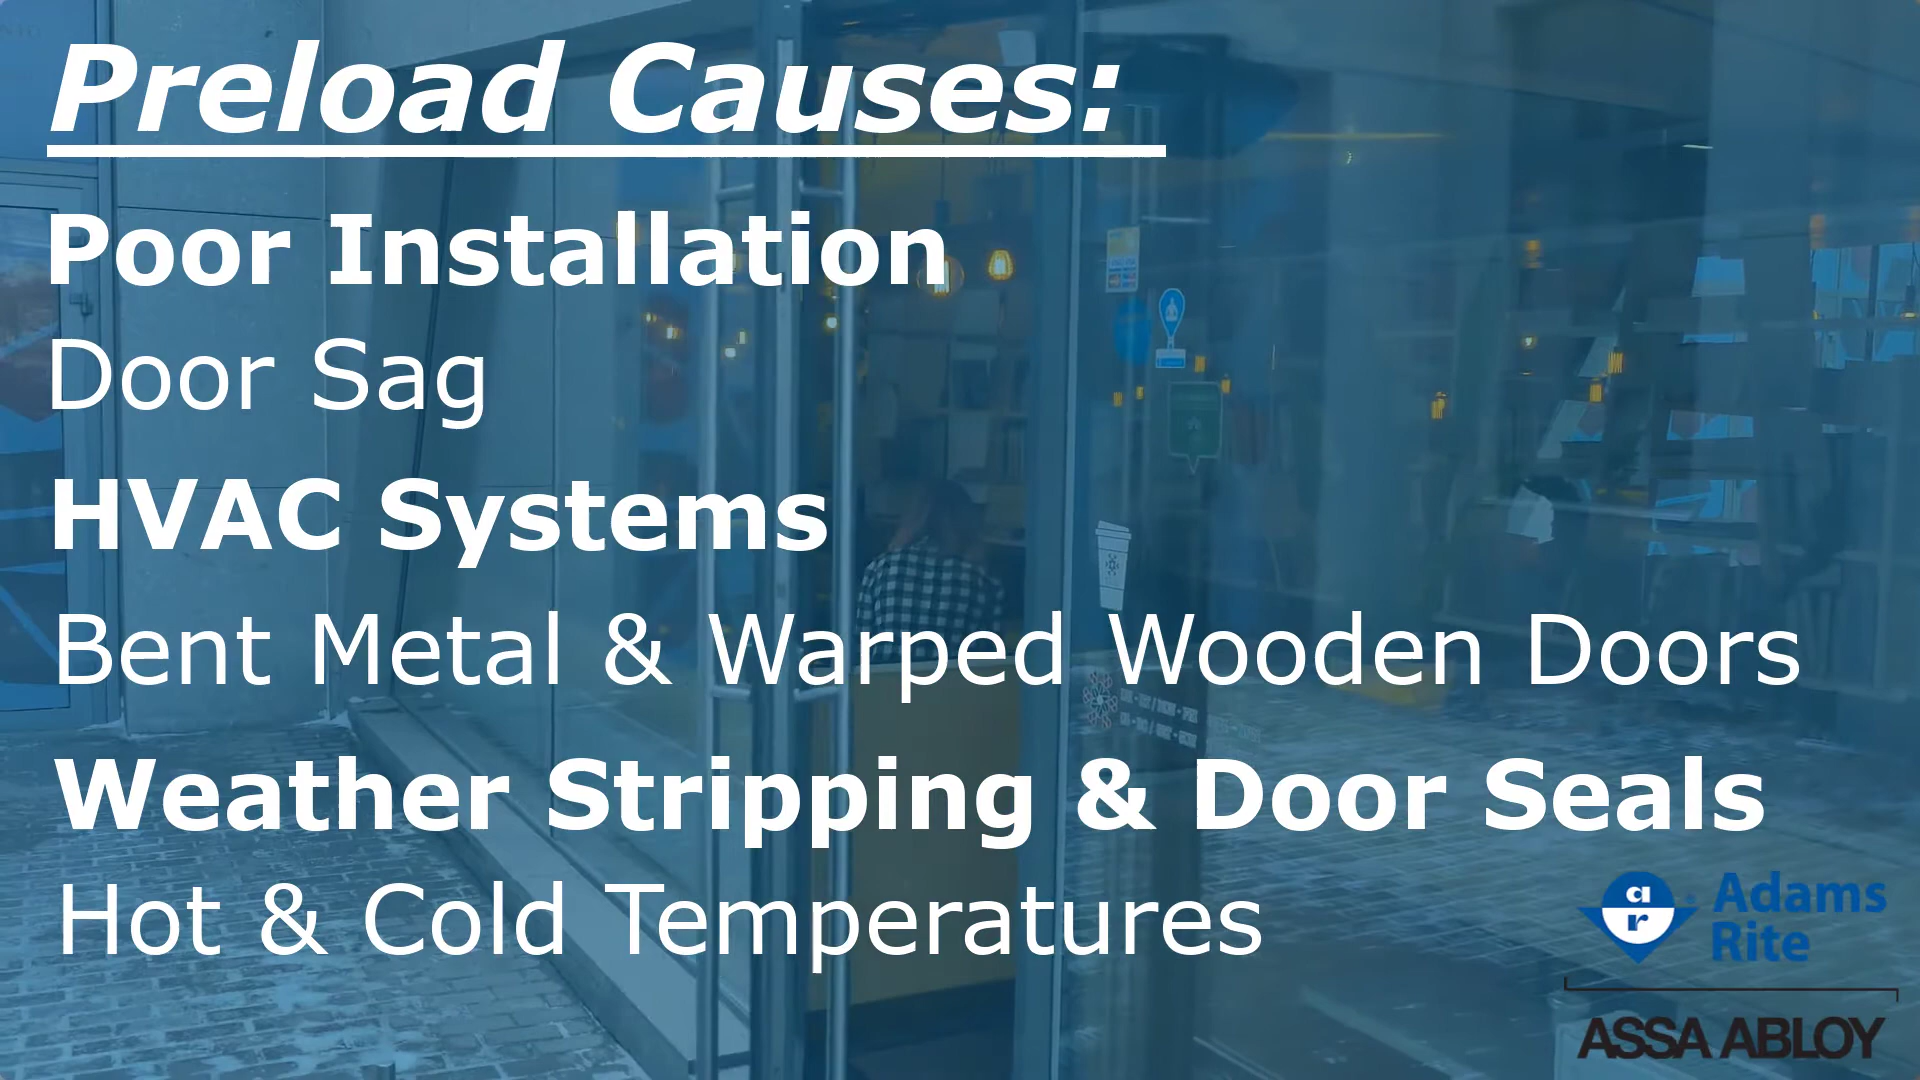 Preload Causes:
Poor Installation
Door Sag
HVAC Systems
Bent Metal & Warped Wooden Doors
Weather Stripping & Door Seals
Hot & Cold Temperatures
ar
®
Adams
Rite
ASSA ABLOY